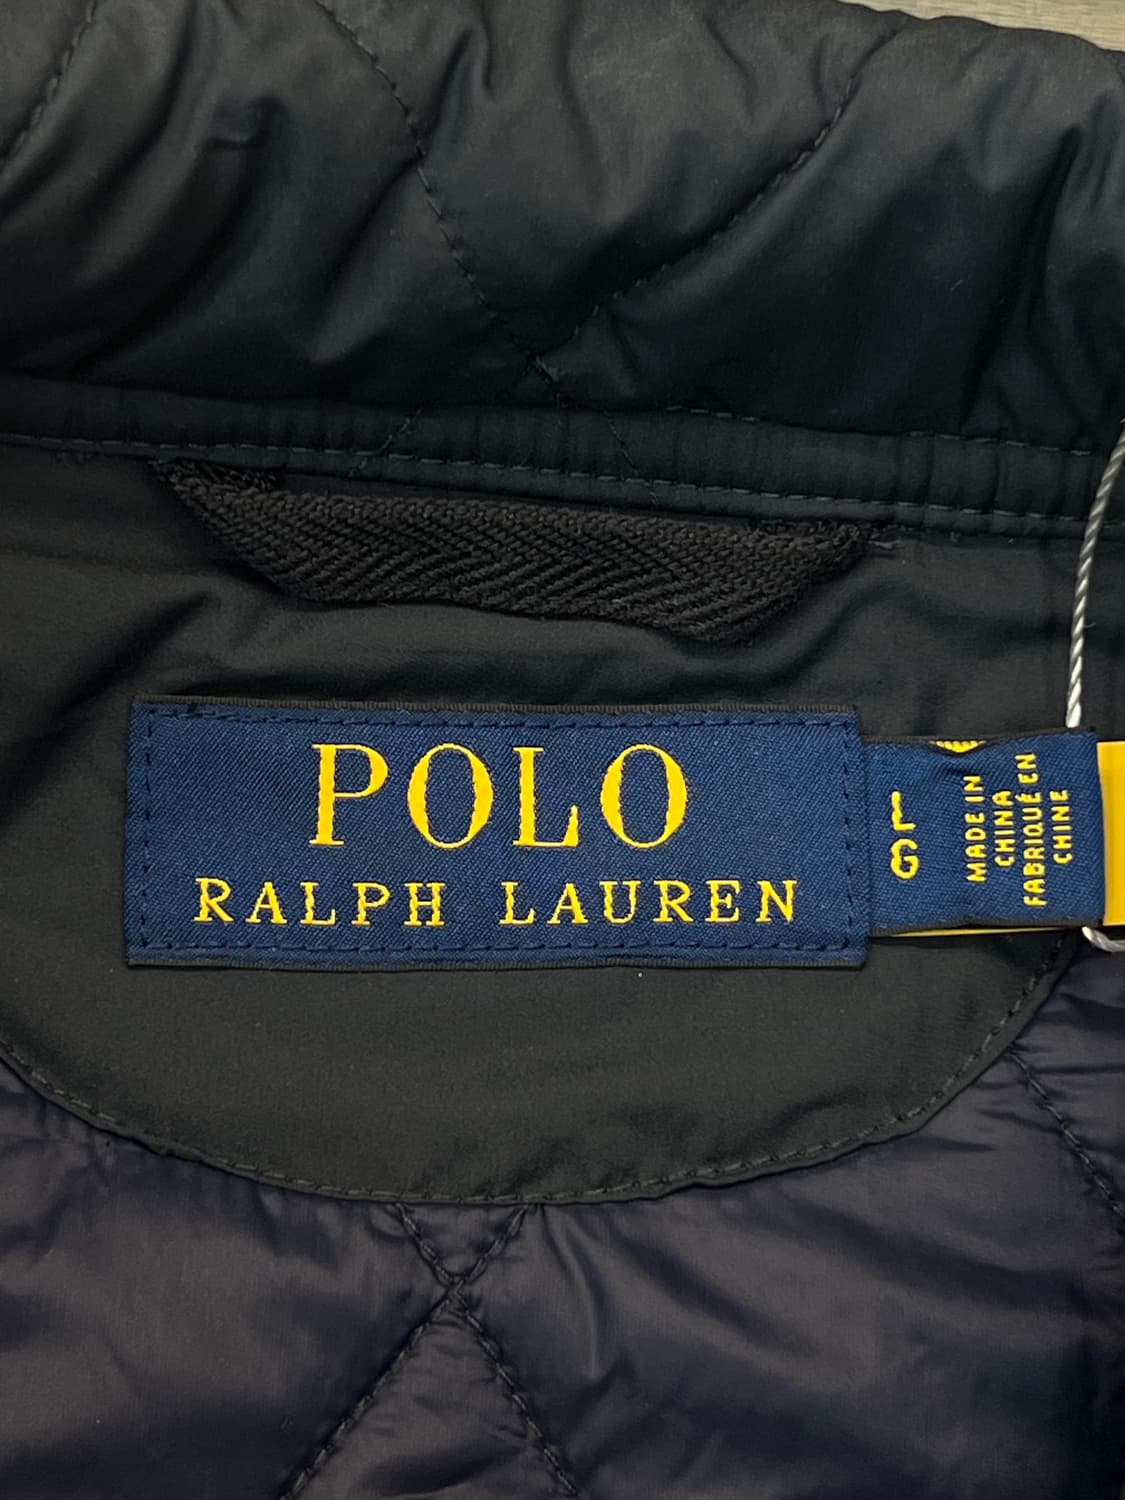 POLO
RALPH LAUREN
L
G
MADE IN
CHINA
FABRIQUÉ EN
CHINE